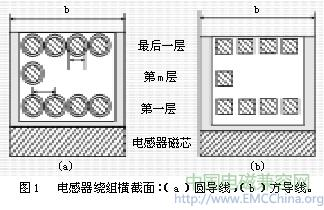 b b
最后一层
第m层
第一层
电感器磁芯
(a) (b)
图1 电感器绕组横截面：(a)圆导线，(b)方导线。
中国电磁兼容网
www.EMCChina.com